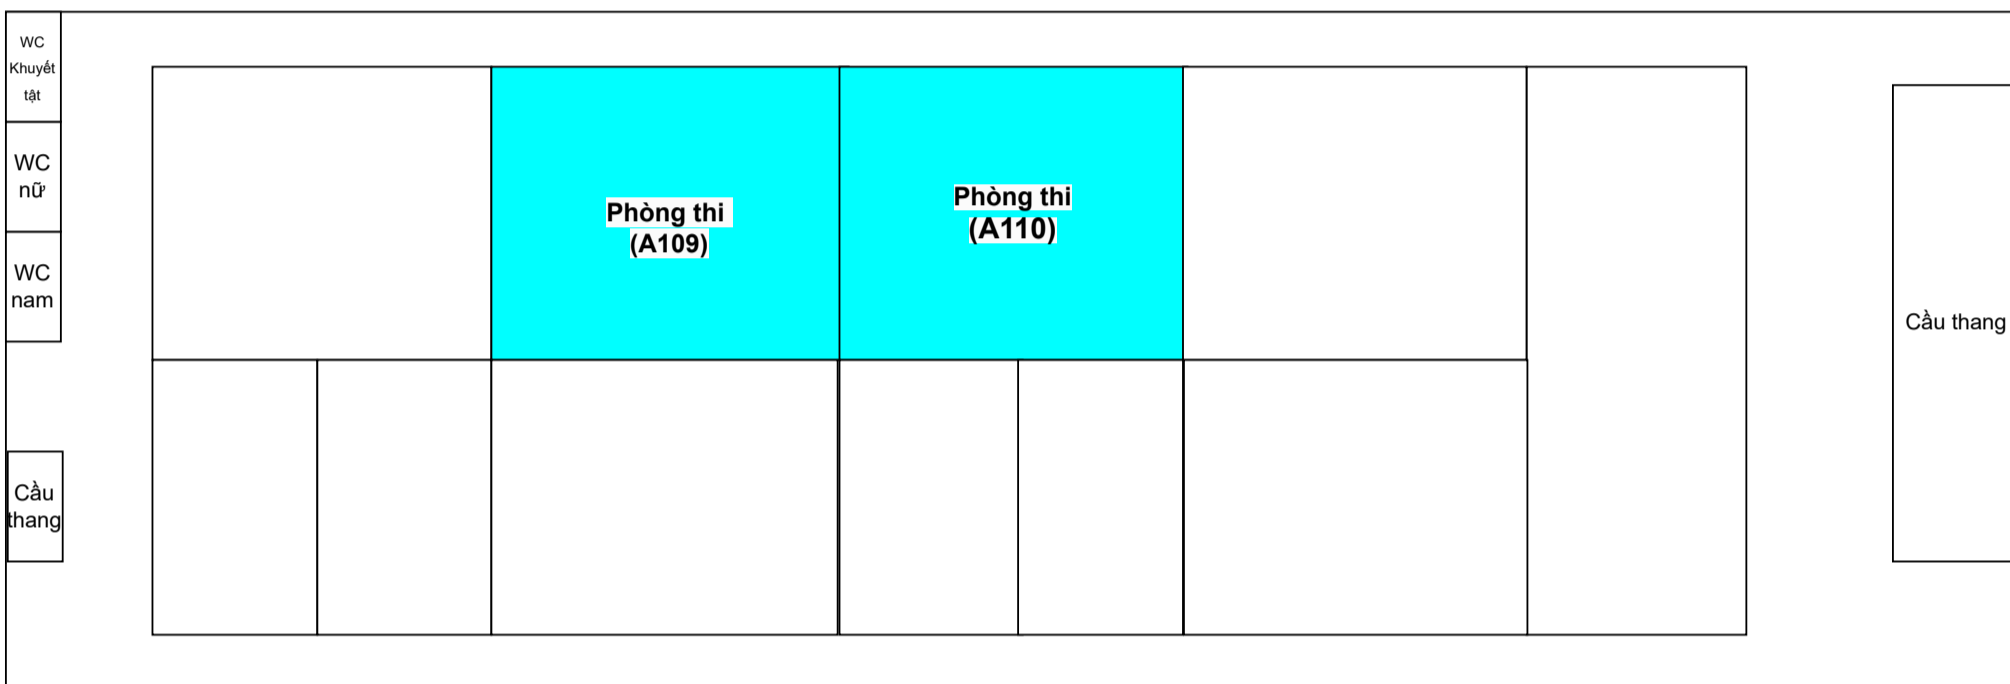 WC
Khuyết
tật
WC
nữ
WC
nam
Cầu
thang
Phòng thi
(A109)
Phòng thi
(A110)
Cầu thang